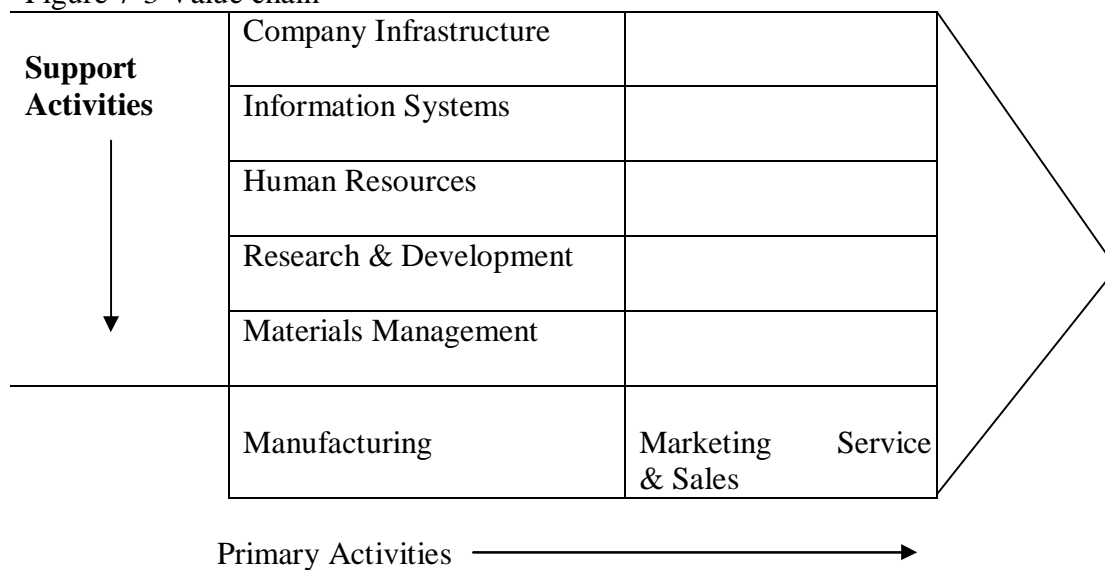 Figure 7-3 Value chain
Company Infrastructure
Support
Activities
Information Systems
Human Resources
Research & Development
Materials Management
Manufacturing
Marketing Service
& Sales
Primary Activities